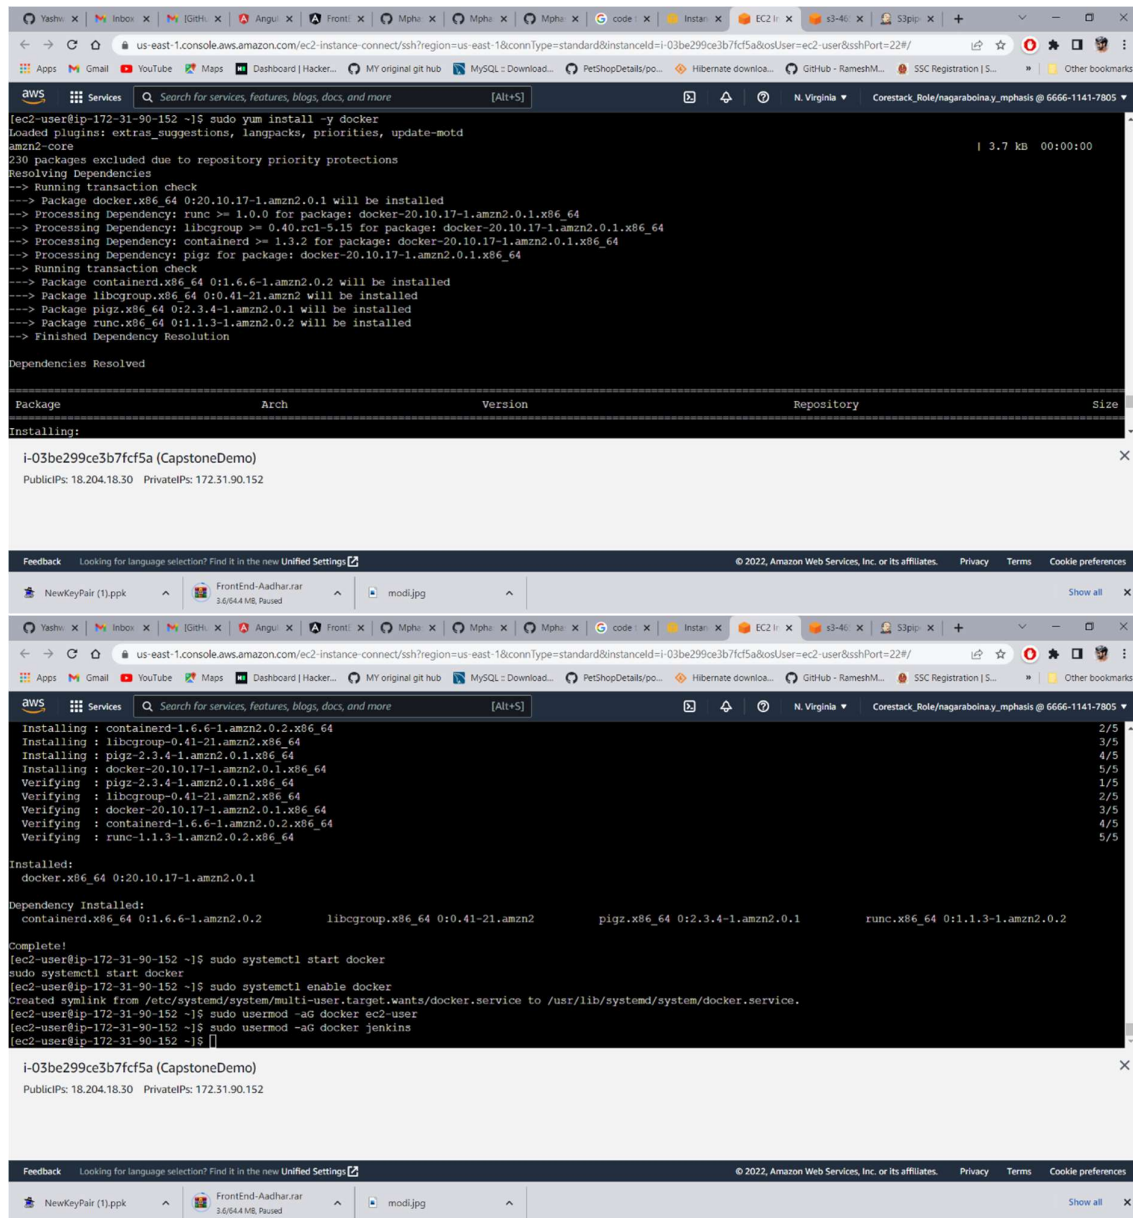 Yashw Inbox [GitHu Angul Fronti Mpha Mpha Mpha code t Instan EC2 In s3-46 S3pip
us-east-1.console.aws.amazon.com/ec2-instance-connect/ssh?region=us-east-1&connType=standard&instanceId=i-03be299ce3b7fcf5a&osUser=ec2-user&sshPort=22#/
Apps Gmail YouTube Maps Dashboard | Hacker... MY original git hub MySQL :: Download... PetShopDetails/po... Hibernate downloa... GitHub - RameshM... SSC Registration | S... » Other bookmarks
aws Services Search for services, features, blogs, docs, and more [Alt+S] N. Virginia ▼ Corestack_Role/nagaraboina.y_mphasis @ 6666-1141-7805 ▼
[ec2-user@ip-172-31-90-152 ~]$ sudo yum install -y docker
Loaded plugins: extras_suggestions, langpacks, priorities, update-motd
amzn2-core | 3.7 kB 00:00:00
230 packages excluded due to repository priority protections
Resolving Dependencies
--> Running transaction check
---> Package docker.x86_64 0:20.10.17-1.amzn2.0.1 will be installed
--> Processing Dependency: runc >= 1.0.0 for package: docker-20.10.17-1.amzn2.0.1.x86_64
--> Processing Dependency: libcgroup >= 0.40.rc1-5.15 for package: docker-20.10.17-1.amzn2.0.1.x86_64
--> Processing Dependency: containerd >= 1.3.2 for package: docker-20.10.17-1.amzn2.0.1.x86_64
--> Processing Dependency: pigz for package: docker-20.10.17-1.amzn2.0.1.x86_64
--> Running transaction check
---> Package containerd.x86_64 0:1.6.6-1.amzn2.0.2 will be installed
---> Package libcgroup.x86_64 0:0.41-21.amzn2 will be installed
---> Package pigz.x86_64 0:2.3.4-1.amzn2.0.1 will be installed
---> Package runc.x86_64 0:1.1.3-1.amzn2.0.2 will be installed
--> Finished Dependency Resolution
Dependencies Resolved
Package Arch Version Repository Size
Installing:
i-03be299ce3b7fcf5a (CapstoneDemo)
PublicIPs: 18.204.18.30 PrivateIPs: 172.31.90.152
Feedback Looking for language selection? Find it in the new Unified Settings © 2022, Amazon Web Services, Inc. or its affiliates. Privacy Terms Cookie preferences
NewKeyPair (1).ppk FrontEnd-Aadhar.rar modi.jpg Show all
3.6/64.4 MB, Paused
Yashw Inbox [GitHu Angul Fronti Mpha Mpha Mpha code t Instan EC2 In s3-46 S3pip
us-east-1.console.aws.amazon.com/ec2-instance-connect/ssh?region=us-east-1&connType=standard&instanceId=i-03be299ce3b7fcf5a&osUser=ec2-user&sshPort=22#/
Apps Gmail YouTube Maps Dashboard | Hacker... MY original git hub MySQL :: Download... PetShopDetails/po... Hibernate downloa... GitHub - RameshM... SSC Registration | S... » Other bookmarks
aws Services Search for services, features, blogs, docs, and more [Alt+S] N. Virginia ▼ Corestack_Role/nagaraboina.y_mphasis @ 6666-1141-7805 ▼
Installing : containerd-1.6.6-1.amzn2.0.2.x86_64 2/5
Installing : libcgroup-0.41-21.amzn2.x86_64 3/5
Installing : pigz-2.3.4-1.amzn2.0.1.x86_64 4/5
Installing : docker-20.10.17-1.amzn2.0.1.x86_64 5/5
Verifying : pigz-2.3.4-1.amzn2.0.1.x86_64 1/5
Verifying : libcgroup-0.41-21.amzn2.x86_64 2/5
Verifying : docker-20.10.17-1.amzn2.0.1.x86_64 3/5
Verifying : containerd-1.6.6-1.amzn2.0.2.x86_64 4/5
Verifying : runc-1.1.3-1.amzn2.0.2.x86_64 5/5
Installed:
docker.x86_64 0:20.10.17-1.amzn2.0.1
Dependency Installed:
containerd.x86_64 0:1.6.6-1.amzn2.0.2 libcgroup.x86_64 0:0.41-21.amzn2 pigz.x86_64 0:2.3.4-1.amzn2.0.1 runc.x86_64 0:1.1.3-1.amzn2.0.2
Complete!
[ec2-user@ip-172-31-90-152 ~]$ sudo systemctl start docker
sudo systemctl start docker
[ec2-user@ip-172-31-90-152 ~]$ sudo systemctl enable docker
Created symlink from /etc/systemd/system/multi-user.target.wants/docker.service to /usr/lib/systemd/system/docker.service.
[ec2-user@ip-172-31-90-152 ~]$ sudo usermod -aG docker ec2-user
[ec2-user@ip-172-31-90-152 ~]$ sudo usermod -aG docker jenkins
[ec2-user@ip-172-31-90-152 ~]$
i-03be299ce3b7fcf5a (CapstoneDemo)
PublicIPs: 18.204.18.30 PrivateIPs: 172.31.90.152
Feedback Looking for language selection? Find it in the new Unified Settings © 2022, Amazon Web Services, Inc. or its affiliates. Privacy Terms Cookie preferences
NewKeyPair (1).ppk FrontEnd-Aadhar.rar modi.jpg Show all
3.6/64.4 MB, Paused